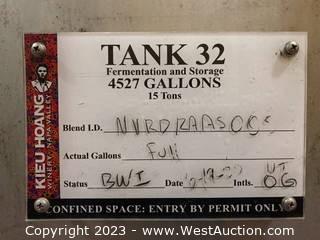 TANK 32
Fermentation and Storage
4527 GALLONS
15 Tons
KIEU HOANG
WINERY, NAPA VALLEY
Blend I.D.
Actual Gallons Full
Status BWI Date Intls. OG
CONFINED SPACE: ENTRY BY PERMIT ONLY
Copyright 2023 - WestAuction.com